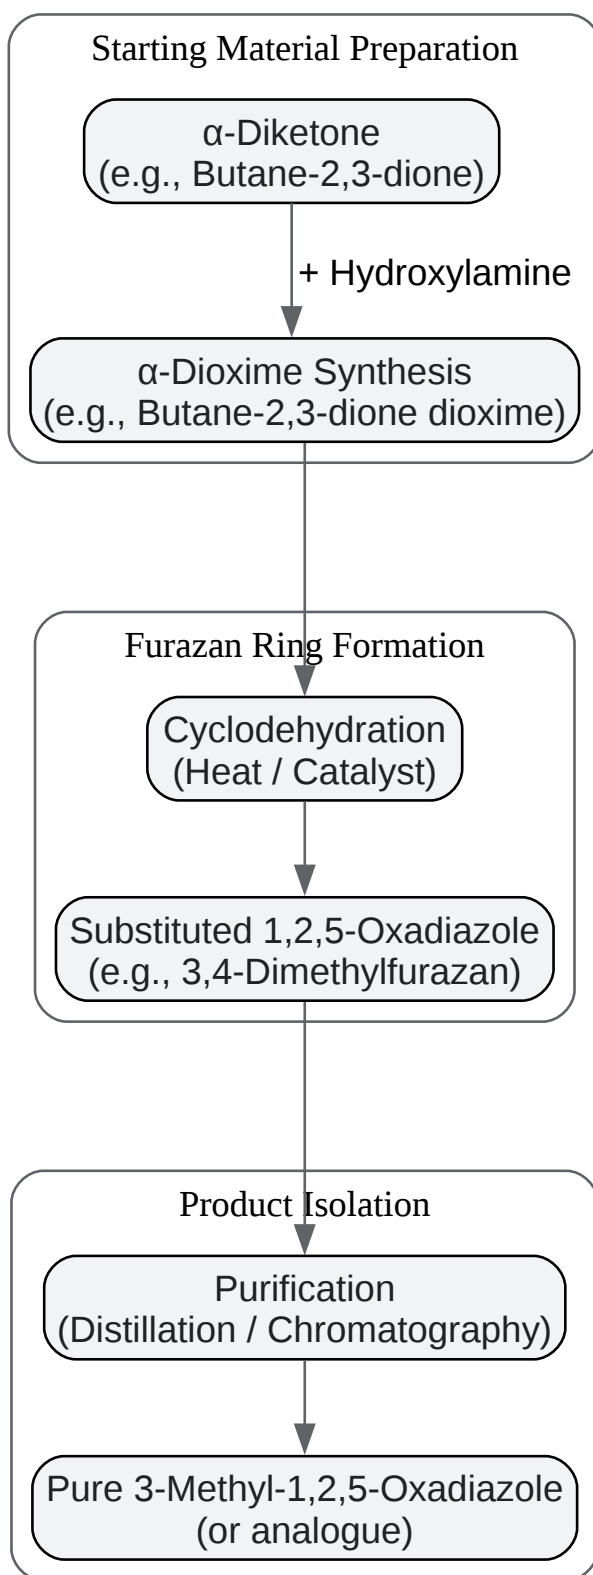 Starting Material Preparation
α-Diketone
(e.g., Butane-2,3-dione)
+ Hydroxylamine
α-Dioxime Synthesis
(e.g., Butane-2,3-dione dioxime)
Furazan Ring Formation
Cyclodehydration
(Heat / Catalyst)
Substituted 1,2,5-Oxadiazole
(e.g., 3,4-Dimethylfurazan)
Product Isolation
Purification
(Distillation / Chromatography)
Pure 3-Methyl-1,2,5-Oxadiazole
(or analogue)